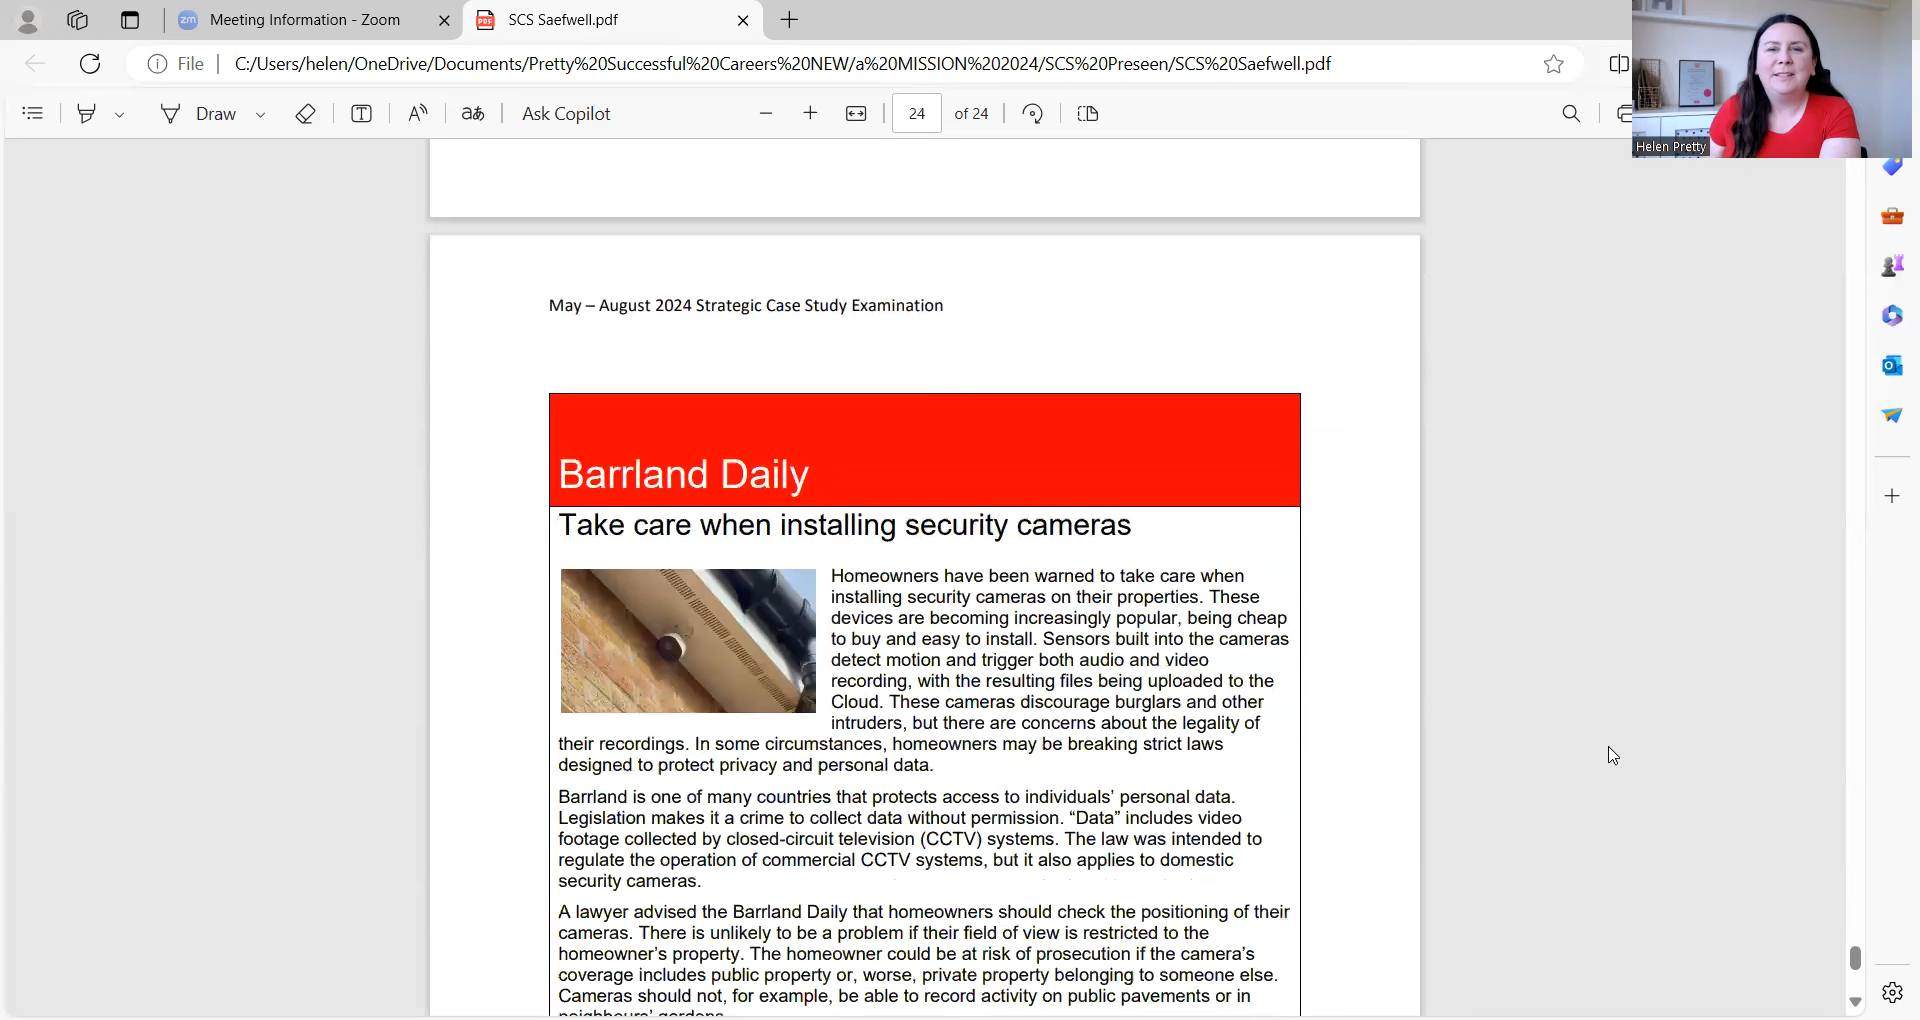 Meeting Information - Zoom
SCS Saefwell.pdf
File
C:/Users/helen/OneDrive/Documents/Pretty%20Successful%20Careers%20NEW/a%20MISSION%202024/SCS%20Preseen/SCS%20Saefwell.pdf
Draw
Ask Copilot
24
of 24
Helen Pretty
May – August 2024 Strategic Case Study Examination
Barrland Daily
Take care when installing security cameras
Homeowners have been warned to take care when
installing security cameras on their properties. These
devices are becoming increasingly popular, being cheap
to buy and easy to install. Sensors built into the cameras
detect motion and trigger both audio and video
recording, with the resulting files being uploaded to the
Cloud. These cameras discourage burglars and other
intruders, but there are concerns about the legality of
their recordings. In some circumstances, homeowners may be breaking strict laws
designed to protect privacy and personal data.
Barrland is one of many countries that protects access to individuals’ personal data.
Legislation makes it a crime to collect data without permission. “Data” includes video
footage collected by closed-circuit television (CCTV) systems. The law was intended to
regulate the operation of commercial CCTV systems, but it also applies to domestic
security cameras.
A lawyer advised the Barrland Daily that homeowners should check the positioning of their
cameras. There is unlikely to be a problem if their field of view is restricted to the
homeowner’s property. The homeowner could be at risk of prosecution if the camera’s
coverage includes public property or, worse, private property belonging to someone else.
Cameras should not, for example, be able to record activity on public pavements or in
neighbours’ gardens.